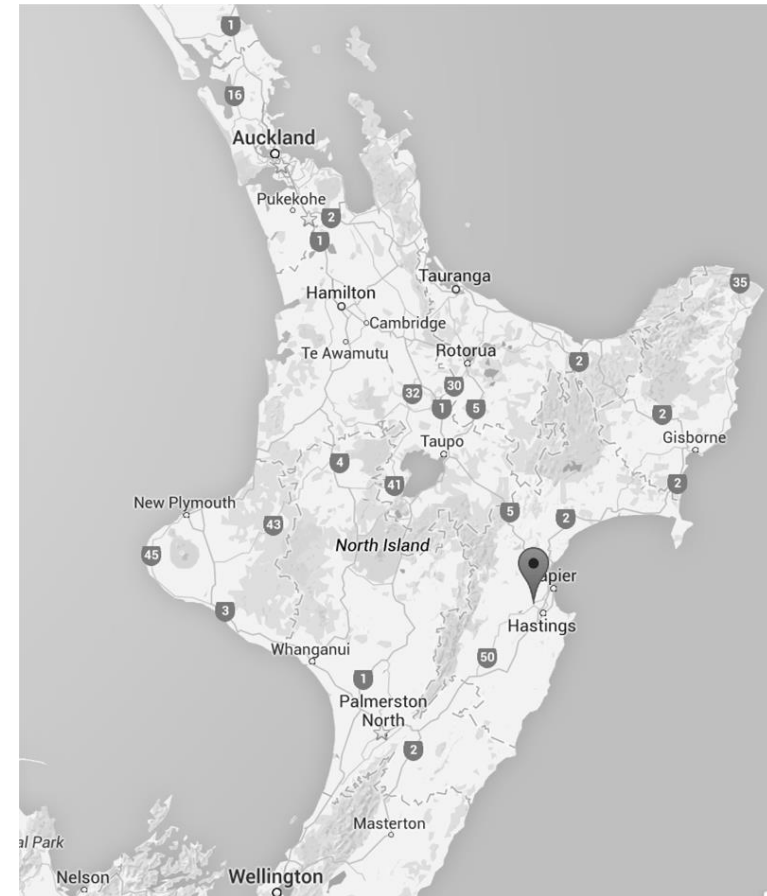 1
16
Auckland
Pukekohe
2
1
Tauranga
35
Hamilton
Cambridge
Te Awamutu
Rotorua
2
30
32
1
5
2
Gisborne
Taupo
4
41
2
New Plymouth
5
2
43
North Island
45
apier
3
Hastings
Whanganui
50
1
Palmerston
North
2
Masterton
al Park
Nelson
Wellington